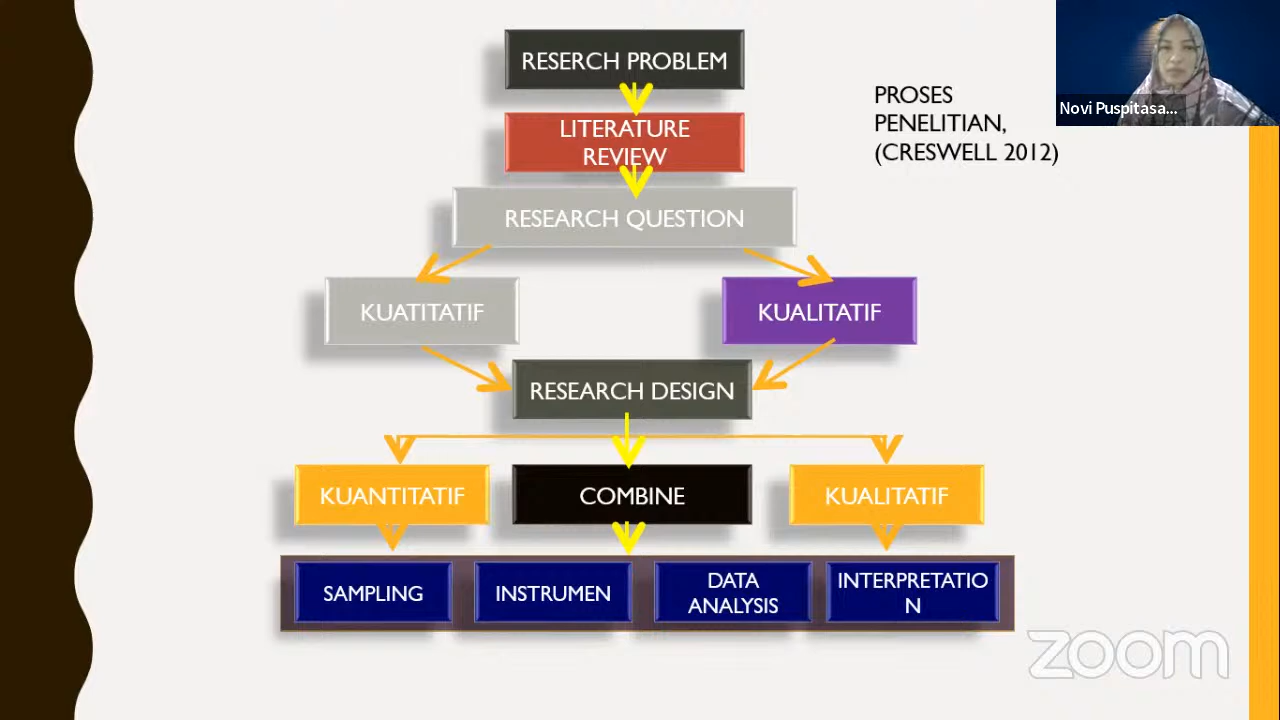 RESERCH PROBLEM
LITERATURE
REVIEW
RESEARCH QUESTION
KUATITATIF
KUALITATIF
RESEARCH DESIGN
KUANTITATIF
COMBINE
KUALITATIF
SAMPLING
INSTRUMEN
DATA
ANALYSIS
INTERPRETATIO
N
PROSES
PENELITIAN,
(CRESWELL 2012)
Novi Puspitasa...
zoom